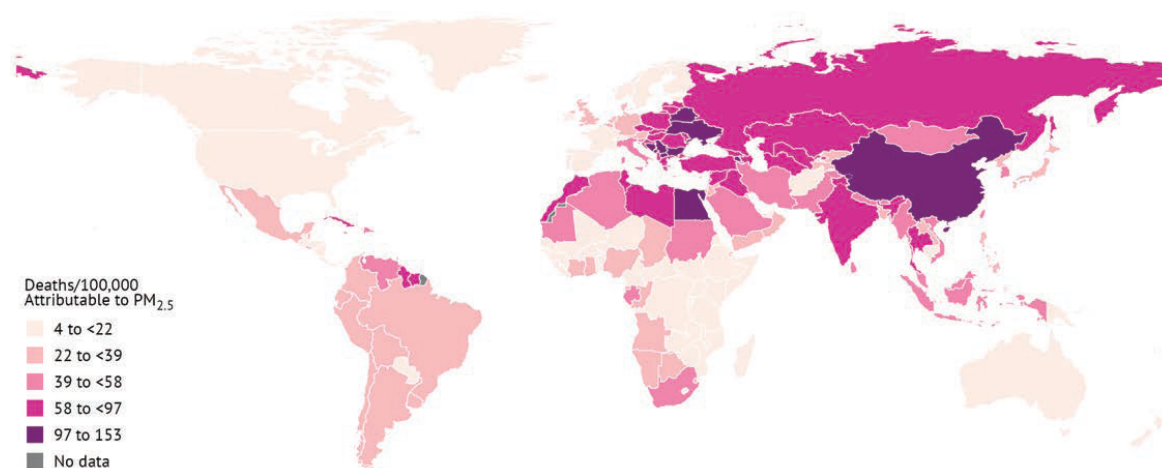 Deaths/100,000
Attributable to PM2.5
4 to <22
22 to <39
39 to <58
58 to <97
97 to 153
No data